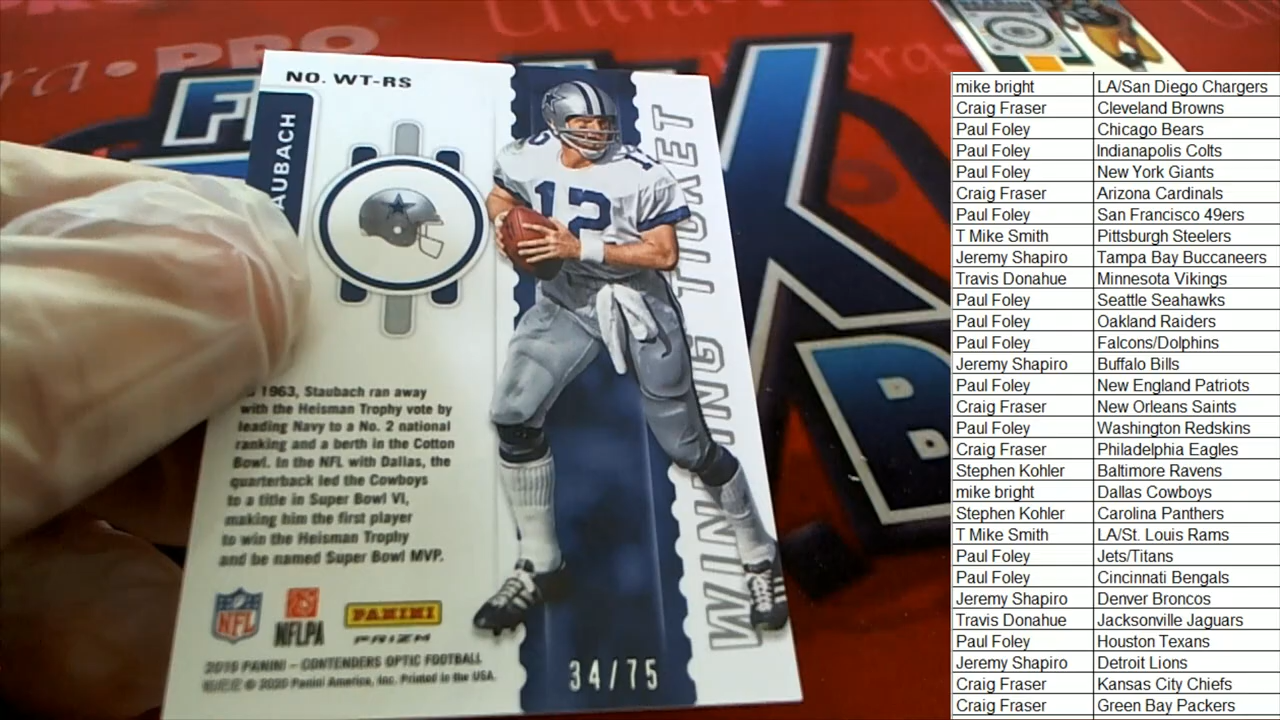 PRO
Ultra
Ultra
ra • PRO
NO. WT-RS
AUBACH
12
WINNING TICKET
1963, Staubach ran away
with the Heisman Trophy vote by
leading Navy to a No. 2 national
ranking and a berth in the Cotton
Bowl. In the NFL with Dallas, the
quarterback led the Cowboys
to a title in Super Bowl VI,
making him the first player
to win the Heisman Trophy
and be named Super Bowl MVP.
NFL
NFLPA
PANINI
PRIZM
2019 PANINI – CONTENDERS OPTIC FOOTBALL
© 2020 Panini America, Inc. Printed in the USA.
34/75
B
mike bright LA/San Diego Chargers
Craig Fraser Cleveland Browns
Paul Foley Chicago Bears
Paul Foley Indianapolis Colts
Paul Foley New York Giants
Craig Fraser Arizona Cardinals
Paul Foley San Francisco 49ers
T Mike Smith Pittsburgh Steelers
Jeremy Shapiro Tampa Bay Buccaneers
Travis Donahue Minnesota Vikings
Paul Foley Seattle Seahawks
Paul Foley Oakland Raiders
Paul Foley Falcons/Dolphins
Jeremy Shapiro Buffalo Bills
Paul Foley New England Patriots
Craig Fraser New Orleans Saints
Paul Foley Washington Redskins
Craig Fraser Philadelphia Eagles
Stephen Kohler Baltimore Ravens
mike bright Dallas Cowboys
Stephen Kohler Carolina Panthers
T Mike Smith LA/St. Louis Rams
Paul Foley Jets/Titans
Paul Foley Cincinnati Bengals
Jeremy Shapiro Denver Broncos
Travis Donahue Jacksonville Jaguars
Paul Foley Houston Texans
Jeremy Shapiro Detroit Lions
Craig Fraser Kansas City Chiefs
Craig Fraser Green Bay Packers